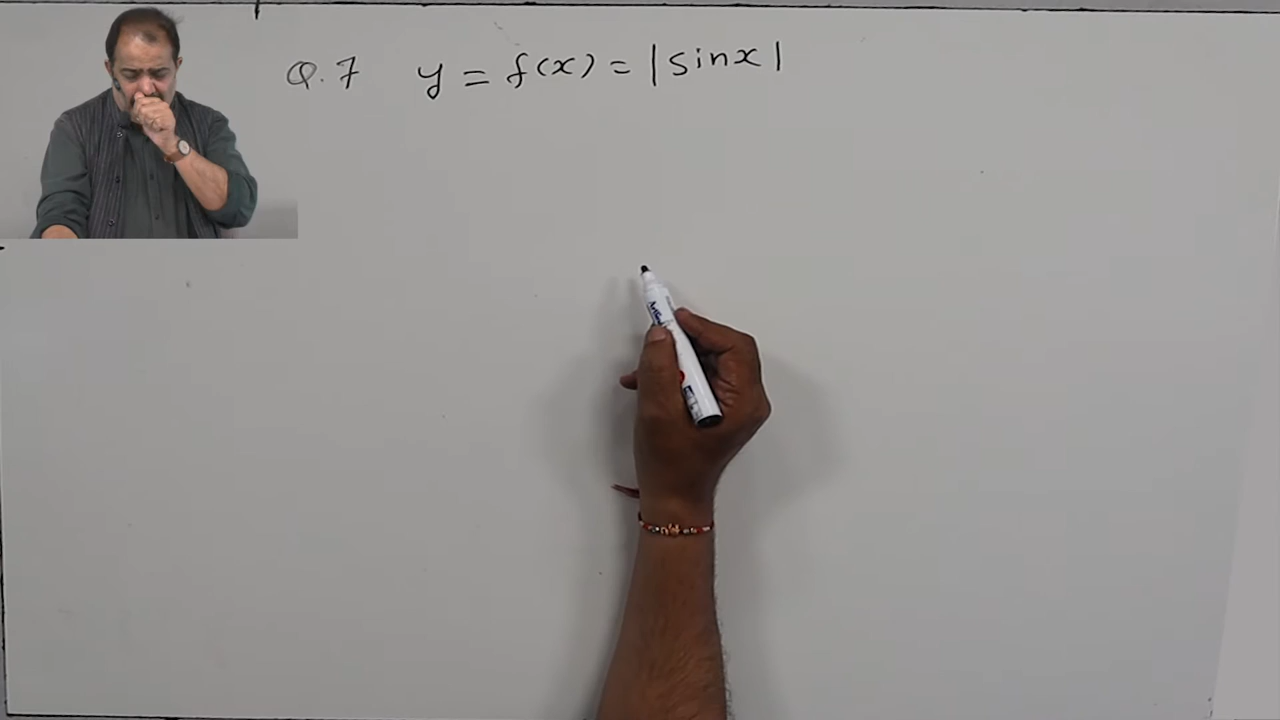 Q.7 y = f(x) = |sinx|